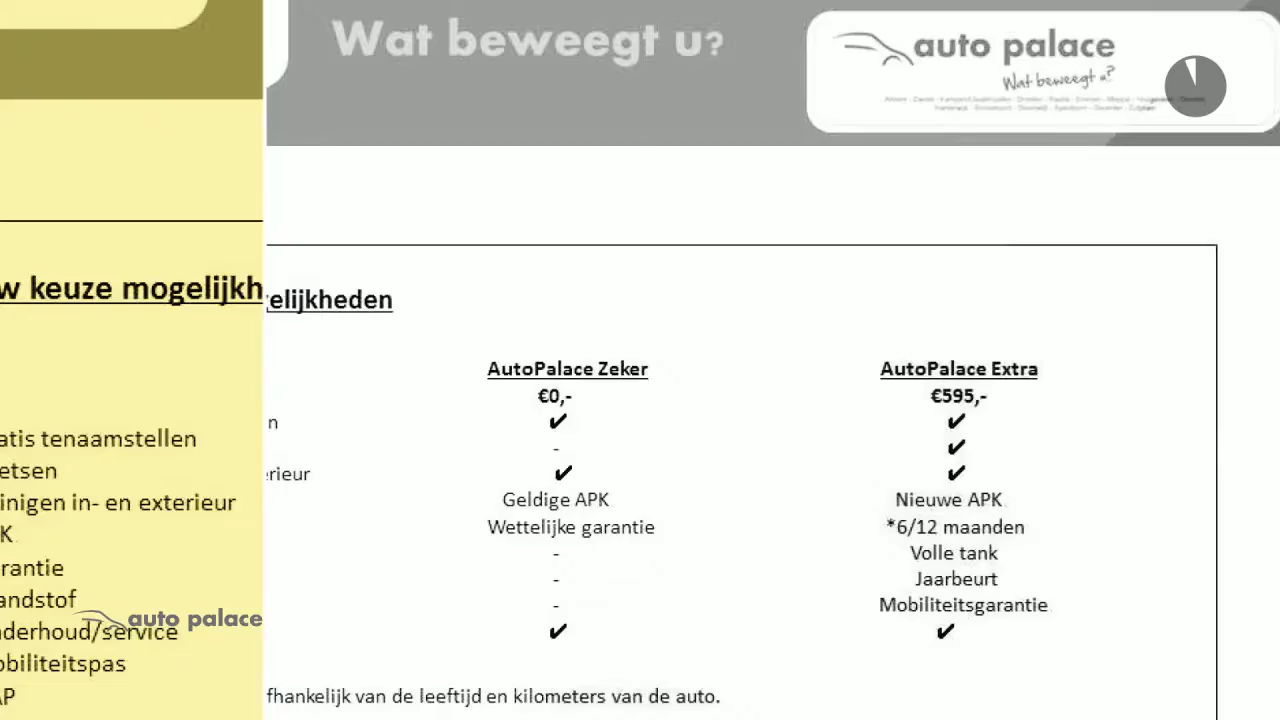 Wat beweegt u?
auto palace
Wat beweegt u?
w keuze mogelijkh
elijkheden
AutoPalace Zeker
AutoPalace Extra
€0,-
€595,-
n
✔
✔
atis tenaamstellen
-
✔
etsen
rieur
✔
✔
inigen in- en exterieur
Geldige APK
Nieuwe APK
K
Wettelijke garantie
*6/12 maanden
rantie
-
Volle tank
andstof
-
Jaarbeurt
auto palace
-
Mobiliteitsgarantie
nderhoud/service
✔
✔
obiliteitspas
AP
fhankelijk van de leeftijd en kilometers van de auto.